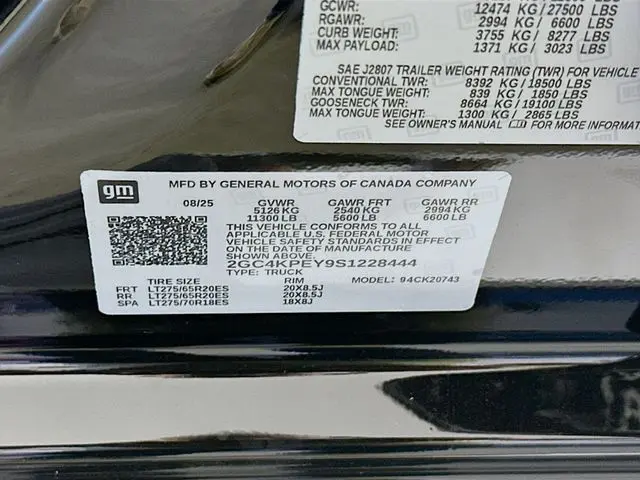 GCWR: 12474 KG / 27500 LBS
RGAWR: 2994 KG / 6600 LBS
CURB WEIGHT: 3755 KG / 8277 LBS
MAX PAYLOAD: 1371 KG / 3023 LBS
SAE J2807 TRAILER WEIGHT RATING (TWR) FOR VEHICLE
CONVENTIONAL TWR: 8392 KG / 18500 LBS
MAX TONGUE WEIGHT: 839 KG / 1850 LBS
GOOSENECK TWR: 8664 KG / 19100 LBS
MAX TONGUE WEIGHT: 1300 KG / 2865 LBS
SEE OWNER'S MANUAL FOR MORE INFORMAT
gm
MFD BY GENERAL MOTORS OF CANADA COMPANY
08/25 GVWR GAWR FRT GAWR RR
5126 KG 2540 KG 2994 KG
11300 LB 5600 LB 6600 LB
THIS VEHICLE CONFORMS TO ALL
APPLICABLE U.S. FEDERAL MOTOR
VEHICLE SAFETY STANDARDS IN EFFECT
ON THE DATE OF MANUFACTURE
SHOWN ABOVE.
2GC4KPEY9S1228444
TYPE: TRUCK MODEL: 94CK20743
TIRE SIZE RIM
FRT LT275/65R20ES 20X8.5J
RR LT275/65R20ES 20X8.5J
SPA LT275/70R18ES 18X8J